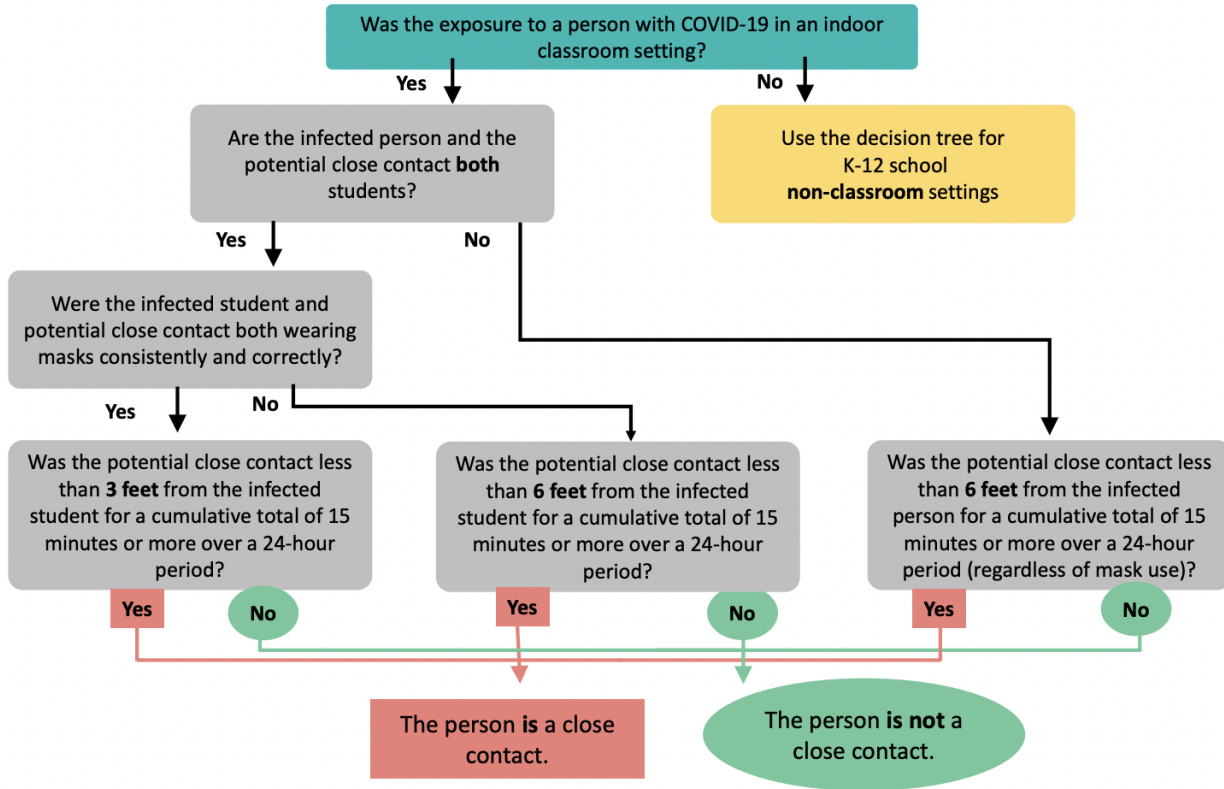 Was the exposure to a person with COVID-19 in an indoor
classroom setting?
Yes
No
Are the infected person and the
potential close contact both
students?
Use the decision tree for
K-12 school
non-classroom settings
Yes
No
Were the infected student and
potential close contact both wearing
masks consistently and correctly?
Yes
No
Was the potential close contact less
than 3 feet from the infected
student for a cumulative total of 15
minutes or more over a 24-hour
period?
Was the potential close contact less
than 6 feet from the infected
student for a cumulative total of 15
minutes or more over a 24-hour
period?
Was the potential close contact less
than 6 feet from the infected
person for a cumulative total of 15
minutes or more over a 24-hour
period (regardless of mask use)?
Yes
No
Yes
No
Yes
No
The person is a close
contact.
The person is not a
close contact.